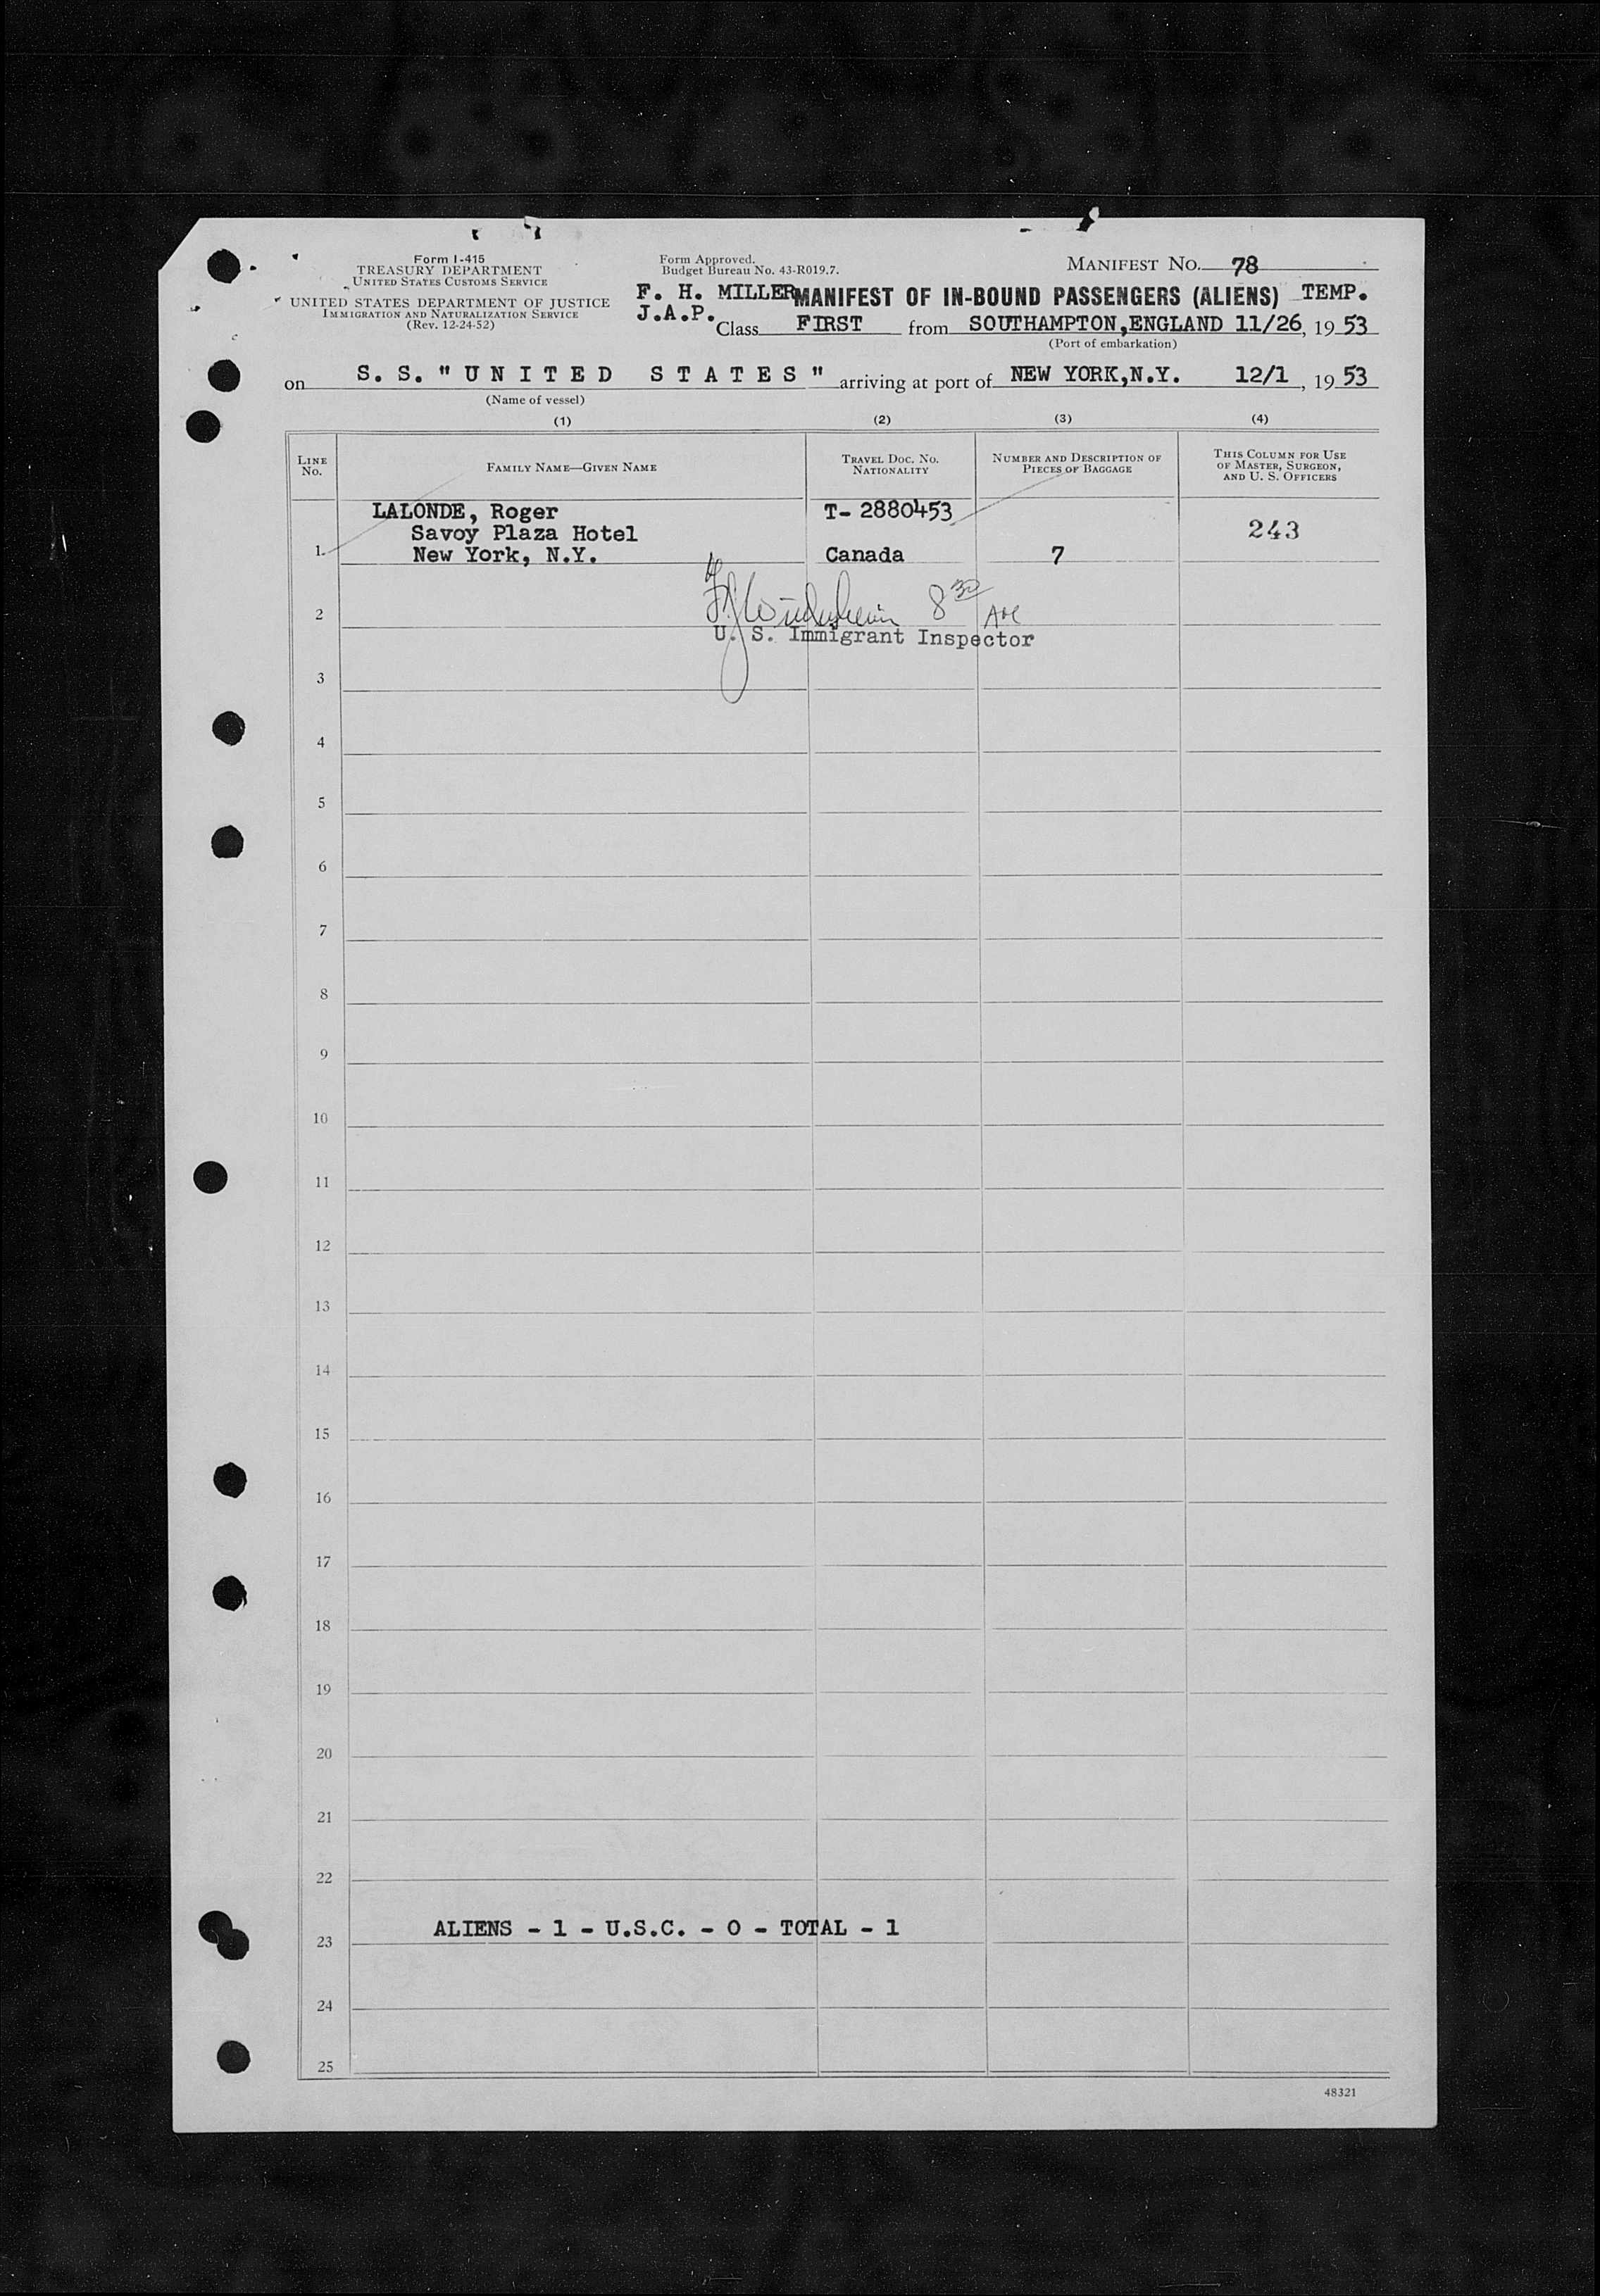 Form I-415
TREASURY DEPARTMENT
UNITED STATES CUSTOMS SERVICE
UNITED STATES DEPARTMENT OF JUSTICE
IMMIGRATION AND NATURALIZATION SERVICE
(Rev. 12-24-52)
Form Approved.
Budget Bureau No. 43-R019.7.
MANIFEST NO. 78
F. H. MILLER MANIFEST OF IN-BOUND PASSENGERS (ALIENS) TEMP.
J.A.P.
Class FIRST from SOUTHAMPTON, ENGLAND 11/26, 19 53
(Port of embarkation)
on S. S. "UNITED STATES" arriving at port of NEW YORK, N.Y. 12/1, 19 53
(Name of vessel)
(1) (2) (3) (4)
LINE NO. FAMILY NAME—GIVEN NAME TRAVEL DOC. NO. NATIONALITY NUMBER AND DESCRIPTION OF PIECES OF BAGGAGE THIS COLUMN FOR USE OF MASTER, SURGEON, AND U. S. OFFICERS
LALONDE, Roger T- 2880453
Savoy Plaza Hotel 243
1 New York, N.Y. Canada 7
2 8 30
U. S. Immigrant Inspector
3
4
5
6
7
8
9
10
11
12
13
14
15
16
17
18
19
20
21
22
ALIENS - 1 - U.S.C. - 0 - TOTAL - 1
23
24
25
48321